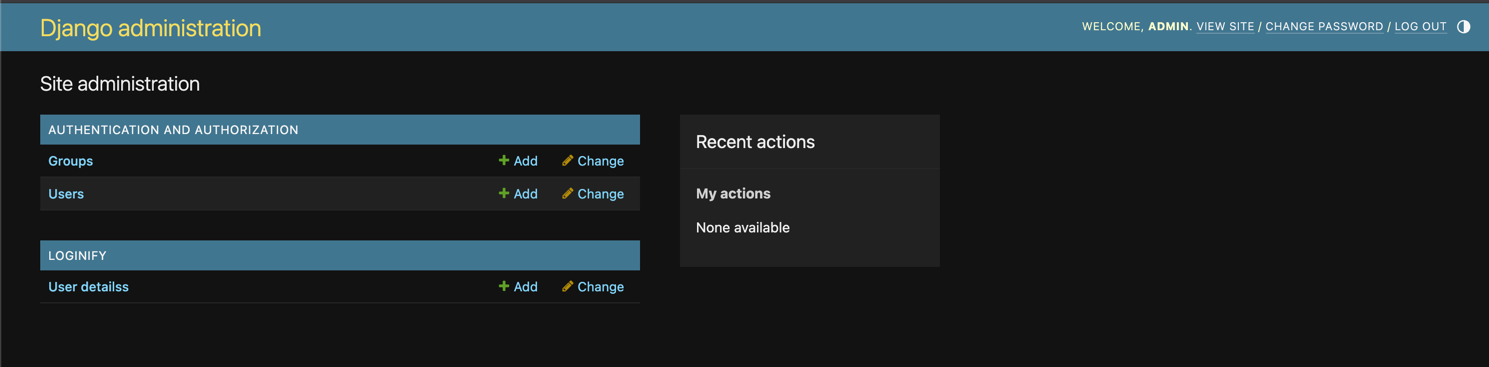 Django administration
WELCOME, ADMIN. VIEW SITE / CHANGE PASSWORD / LOG OUT
Site administration
AUTHENTICATION AND AUTHORIZATION
Groups Add Change
Users Add Change
LOGINIFY
User detailss Add Change
Recent actions
My actions
None available